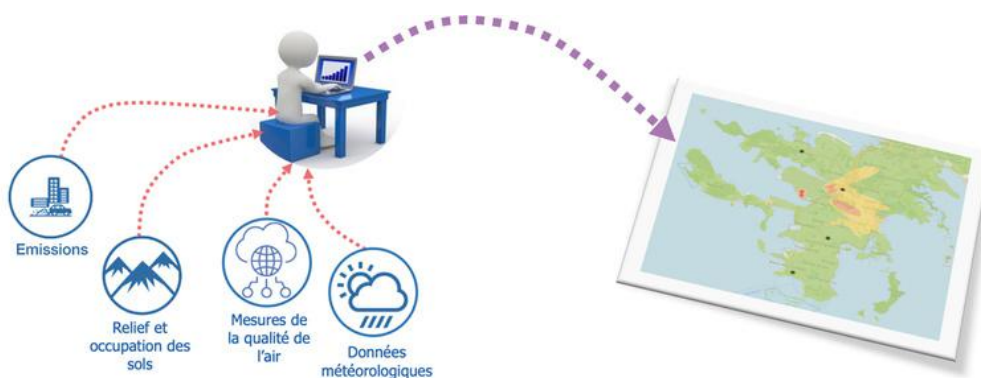 Emissions
Relief et
occupation des
sols
Mesures de
la qualité de
l'air
Données
météorologiques